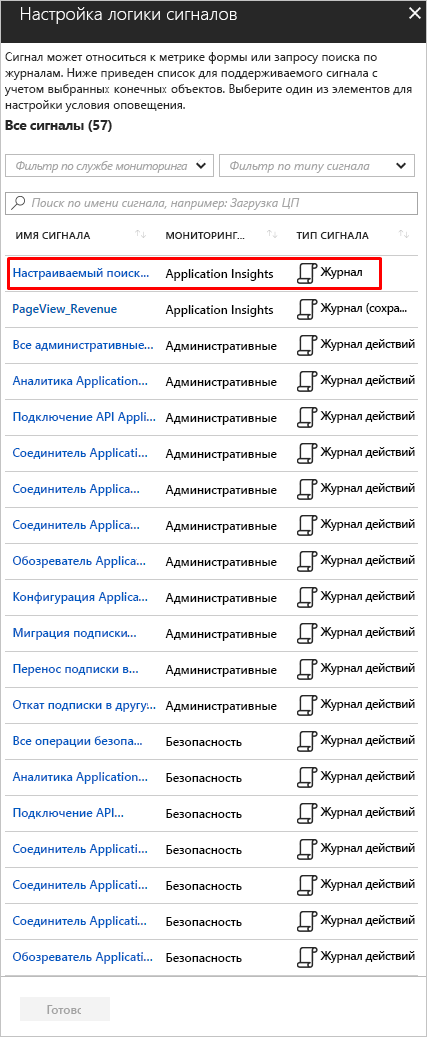 Настройка логики сигналов
Сигнал может относиться к метрике формы или запросу поиска по
журналам. Ниже приведен список для поддерживаемого сигнала с
учетом выбранных конечных объектов. Выберите один из элементов для
настройки условия оповещения.
Все сигналы (57)
Фильтр по службе мониторинга Фильтр по типу сигнала
Поиск по имени сигнала, например: Загрузка ЦП
ИМЯ СИГНАЛА МОНИТОРИНГ... ТИП СИГНАЛА
Настраиваемый поиск... Application Insights Журнал
PageView_Revenue Application Insights Журнал (сохра...
Все административные... Административные Журнал действий
Аналитика Application... Административные Журнал действий
Подключение API Appli... Административные Журнал действий
Соединитель Applicati... Административные Журнал действий
Соединитель Applica... Административные Журнал действий
Соединитель Applica... Административные Журнал действий
Обозреватель Applica... Административные Журнал действий
Конфигурация Applica... Административные Журнал действий
Миграция подписки... Административные Журнал действий
Перенос подписки в... Административные Журнал действий
Откат подписки в другу... Административные Журнал действий
Все операции безопа... Безопасность Журнал действий
Аналитика Application... Безопасность Журнал действий
Подключение API... Безопасность Журнал действий
Соединитель Applicati... Безопасность Журнал действий
Соединитель Applicati... Безопасность Журнал действий
Соединитель Applicati... Безопасность Журнал действий
Обозреватель Applicati... Безопасность Журнал действий
Готовс